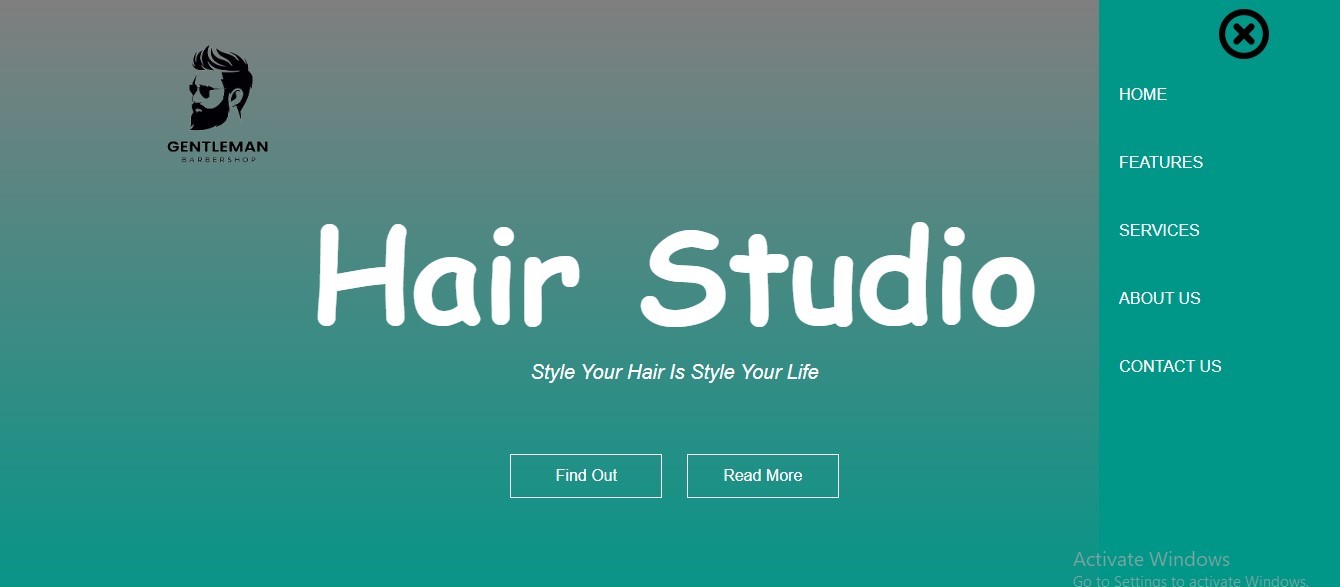 GENTLEMAN
BARBERSHOP
Hair Studio
Style Your Hair Is Style Your Life
Find Out
Read More
HOME
FEATURES
SERVICES
ABOUT US
CONTACT US
Activate Windows
Go to Settings to activate Windows.